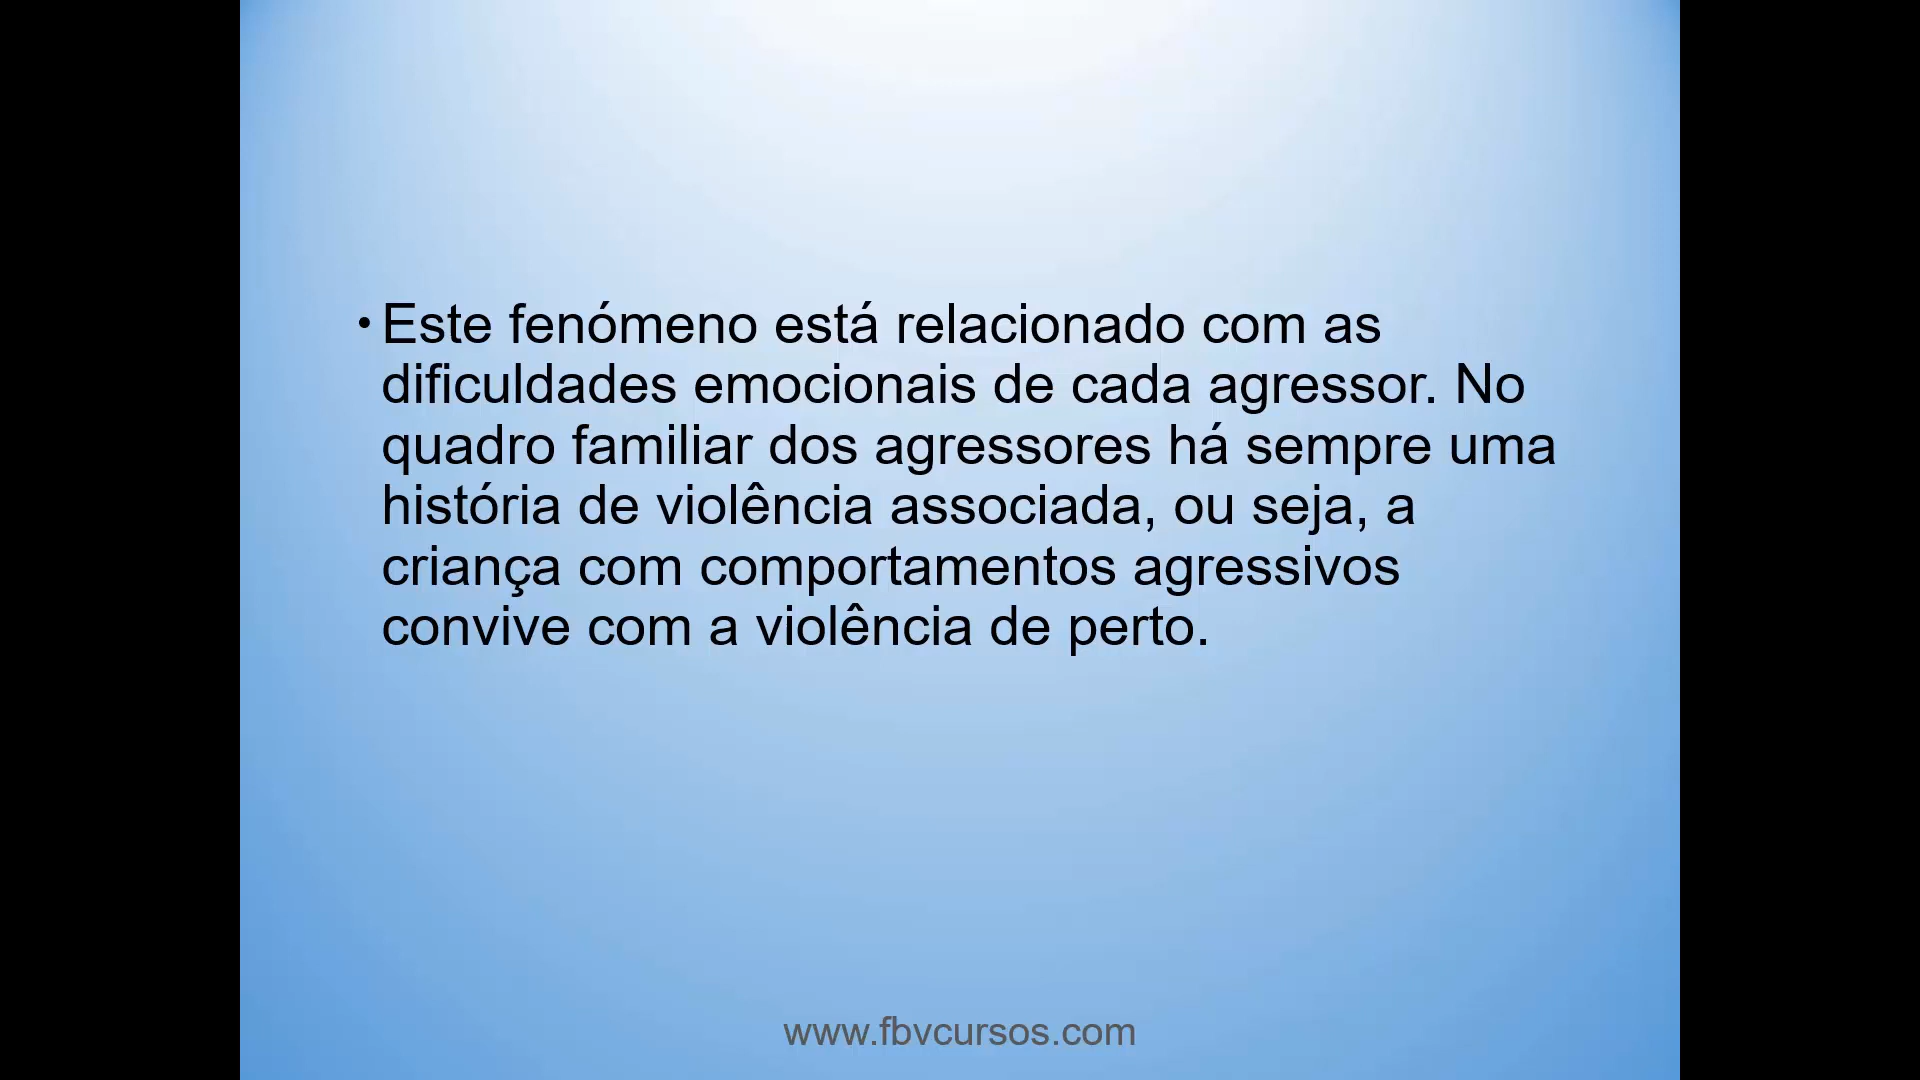 • Este fenómeno está relacionado com as
dificuldades emocionais de cada agressor. No
quadro familiar dos agressores há sempre uma
história de violência associada, ou seja, a
criança com comportamentos agressivos
convive com a violência de perto.
www.fbvcursos.com